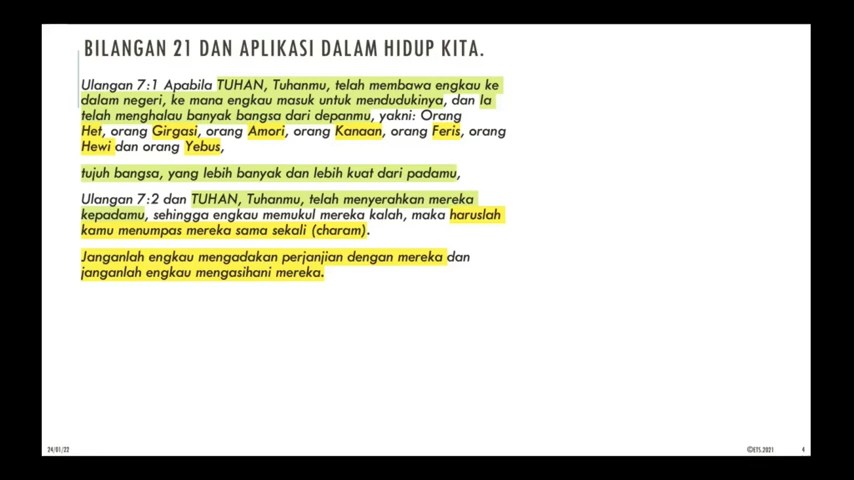 BILANGAN 21 DAN APLIKASI DALAM HIDUP KITA.
Ulangan 7:1 Apabila TUHAN, Tuhanmu, telah membawa engkau ke
dalam negeri, ke mana engkau masuk untuk mendudukinya, dan Ia
telah menghalau banyak bangsa dari depanmu, yakni: Orang
Het, orang Girgasi, orang Amori, orang Kanaan, orang Feris, orang
Hewi dan orang Yebus,
tujuh bangsa, yang lebih banyak dan lebih kuat dari padamu,
Ulangan 7:2 dan TUHAN, Tuhanmu, telah menyerahkan mereka
kepadamu, sehingga engkau memukul mereka kalah, maka haruslah
kamu menumpas mereka sama sekali (charam).
Janganlah engkau mengadakan perjanjian dengan mereka dan
janganlah engkau mengasihani mereka.
24/01/22
©ETS.2021
4